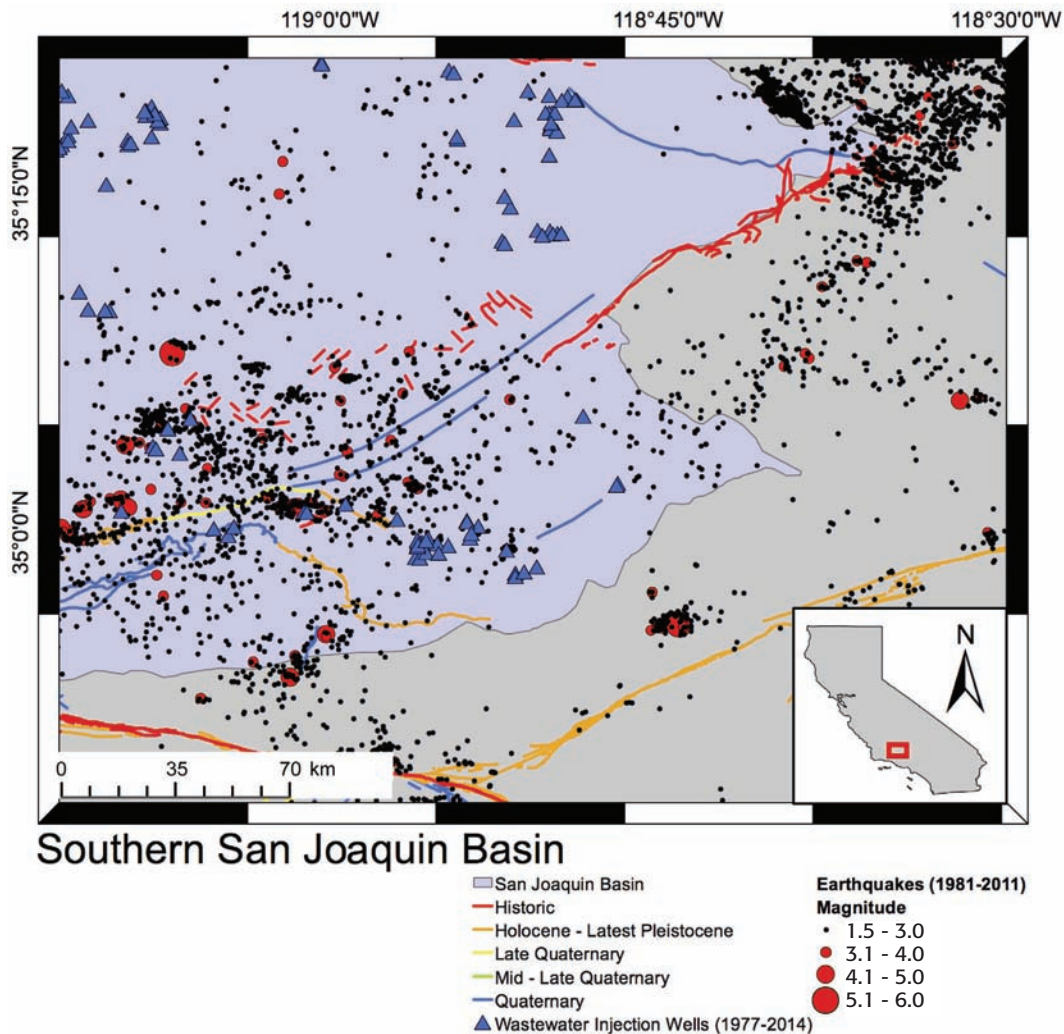 119°0'0"W 118°45'0"W 118°30'0"W
35°15'0"N
35°0'0"N
N
0 35 70 km
Southern San Joaquin Basin
San Joaquin Basin
Historic
Holocene - Latest Pleistocene
Late Quaternary
Mid - Late Quaternary
Quaternary
Wastewater Injection Wells (1977-2014)
Earthquakes (1981-2011)
Magnitude
1.5 - 3.0
3.1 - 4.0
4.1 - 5.0
5.1 - 6.0